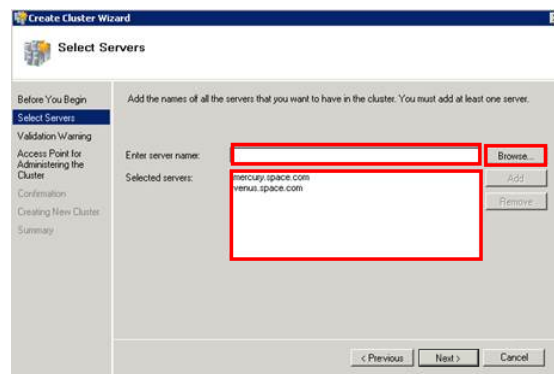 Create Cluster Wizard
Select Servers
Before You Begin
Select Servers
Validation Warning
Access Point for
Administering the
Cluster
Confirmation
Creating New Cluster
Summary
Add the names of all the servers that you want to have in the cluster. You must add at least one server.
Enter server name:
Browse...
Selected servers:
mercury.space.com
venus.space.com
Add
Remove
< Previous
Next >
Cancel